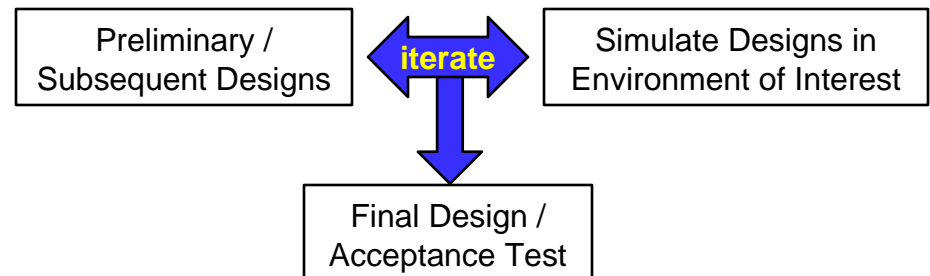 Preliminary /
Subsequent Designs
iterate
Simulate Designs in
Environment of Interest
Final Design /
Acceptance Test